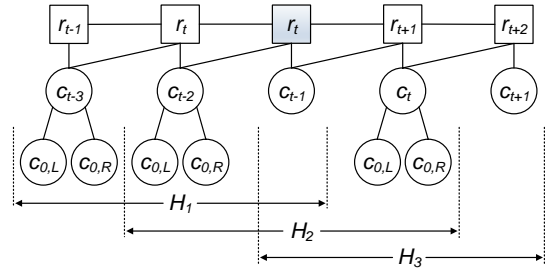 r_{t-1} r_t r_t r_{t+1} r_{t+2}
c_{t-3} c_{t-2} c_{t-1} c_t c_{t+1}
c_{0,L} c_{0,R} c_{0,L} c_{0,R} c_{0,L} c_{0,R}
H_1
H_2
H_3